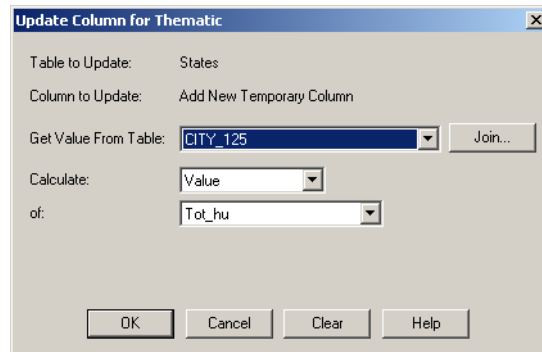 Update Column for Thematic
Table to Update: States
Column to Update: Add New Temporary Column
Get Value From Table: CITY_125 Join...
Calculate: Value
of: Tot_hu
OK Cancel Clear Help